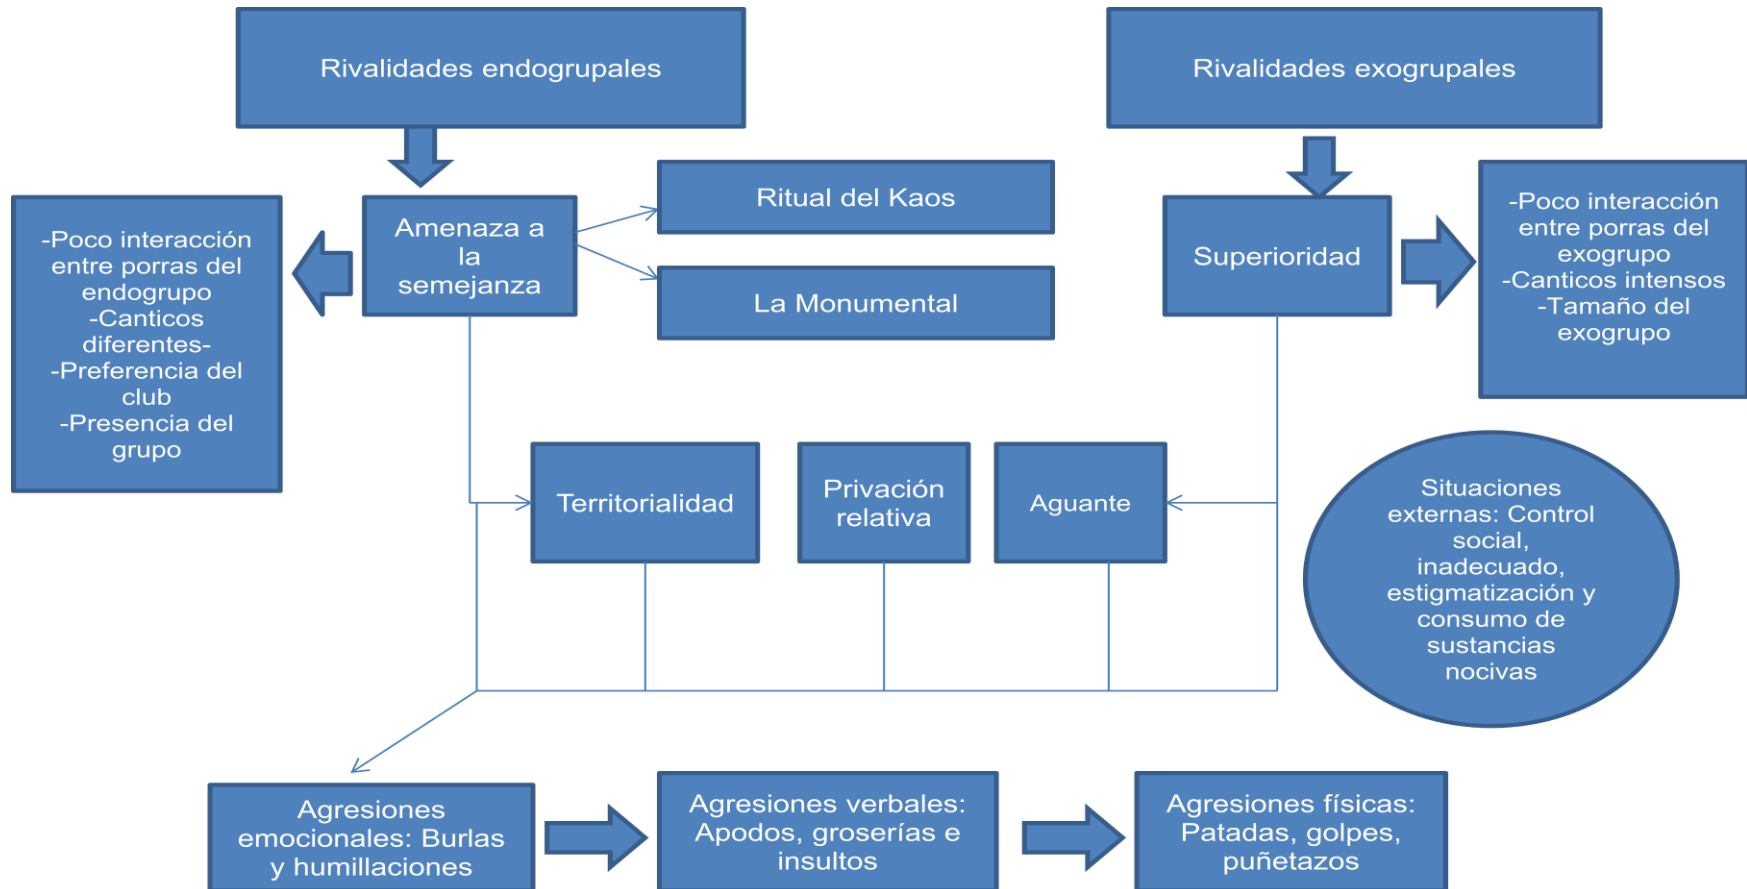 Rivalidades endogrupales
Rivalidades exogrupales
-Poco interacción
entre porras del
endogrupo
-Canticos
diferentes-
-Preferencia del
club
-Presencia del
grupo
Amenaza a
la
semejanza
Ritual del Kaos
La Monumental
Superioridad
-Poco interacción
entre porras del
exogrupo
-Canticos intensos
-Tamaño del
exogrupo
Territorialidad
Privación
relativa
Aguante
Situaciones
externas: Control
social,
inadecuado,
estigmatización y
consumo de
sustancias
nocivas
Agresiones
emocionales: Burlas
y humillaciones
Agresiones verbales:
Apodos, groserías e
insultos
Agresiones físicas:
Patadas, golpes,
puñetazos